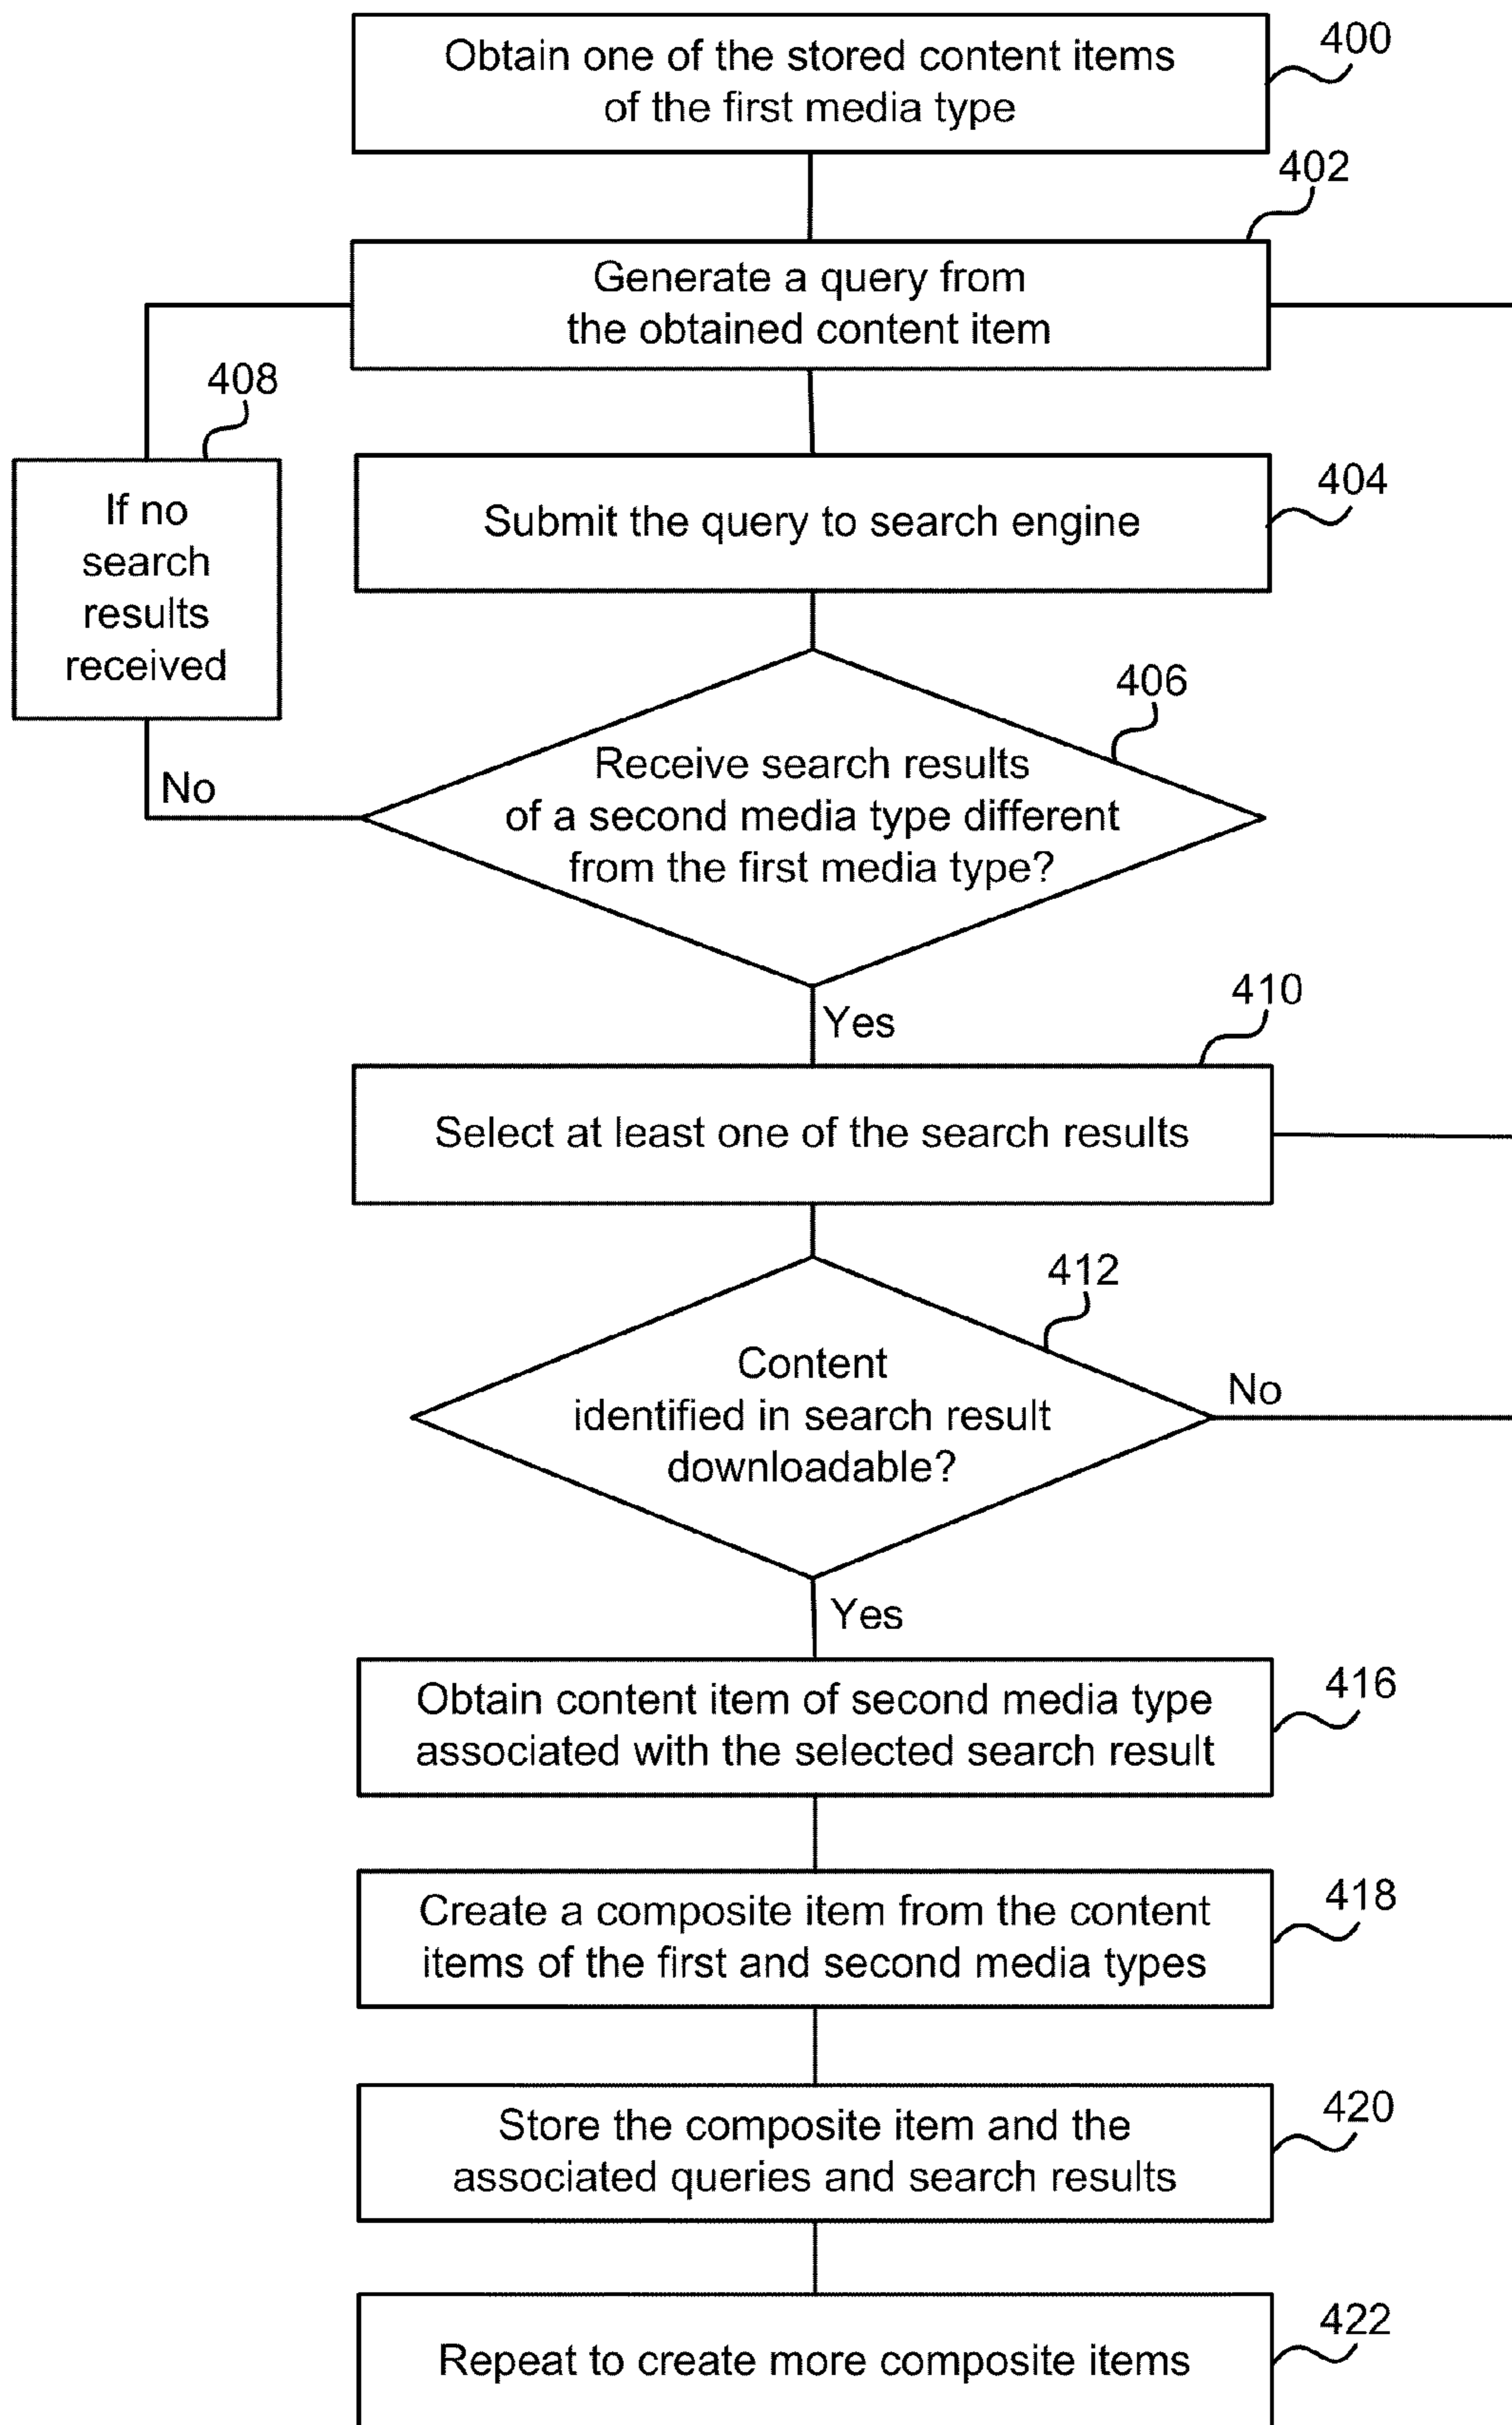 Obtain one of the stored content items
of the first media type
400
402
Generate a query from
the obtained content item
408
If no
search
results
received
404
Submit the query to search engine
406
Receive search results
of a second media type different
from the first media type?
No
Yes
410
Select at least one of the search results
412
Content
identified in search result
downloadable?
No
Yes
Obtain content item of second media type
associated with the selected search result
416
Create a composite item from the content
items of the first and second media types
418
Store the composite item and the
associated queries and search results
420
Repeat to create more composite items
422